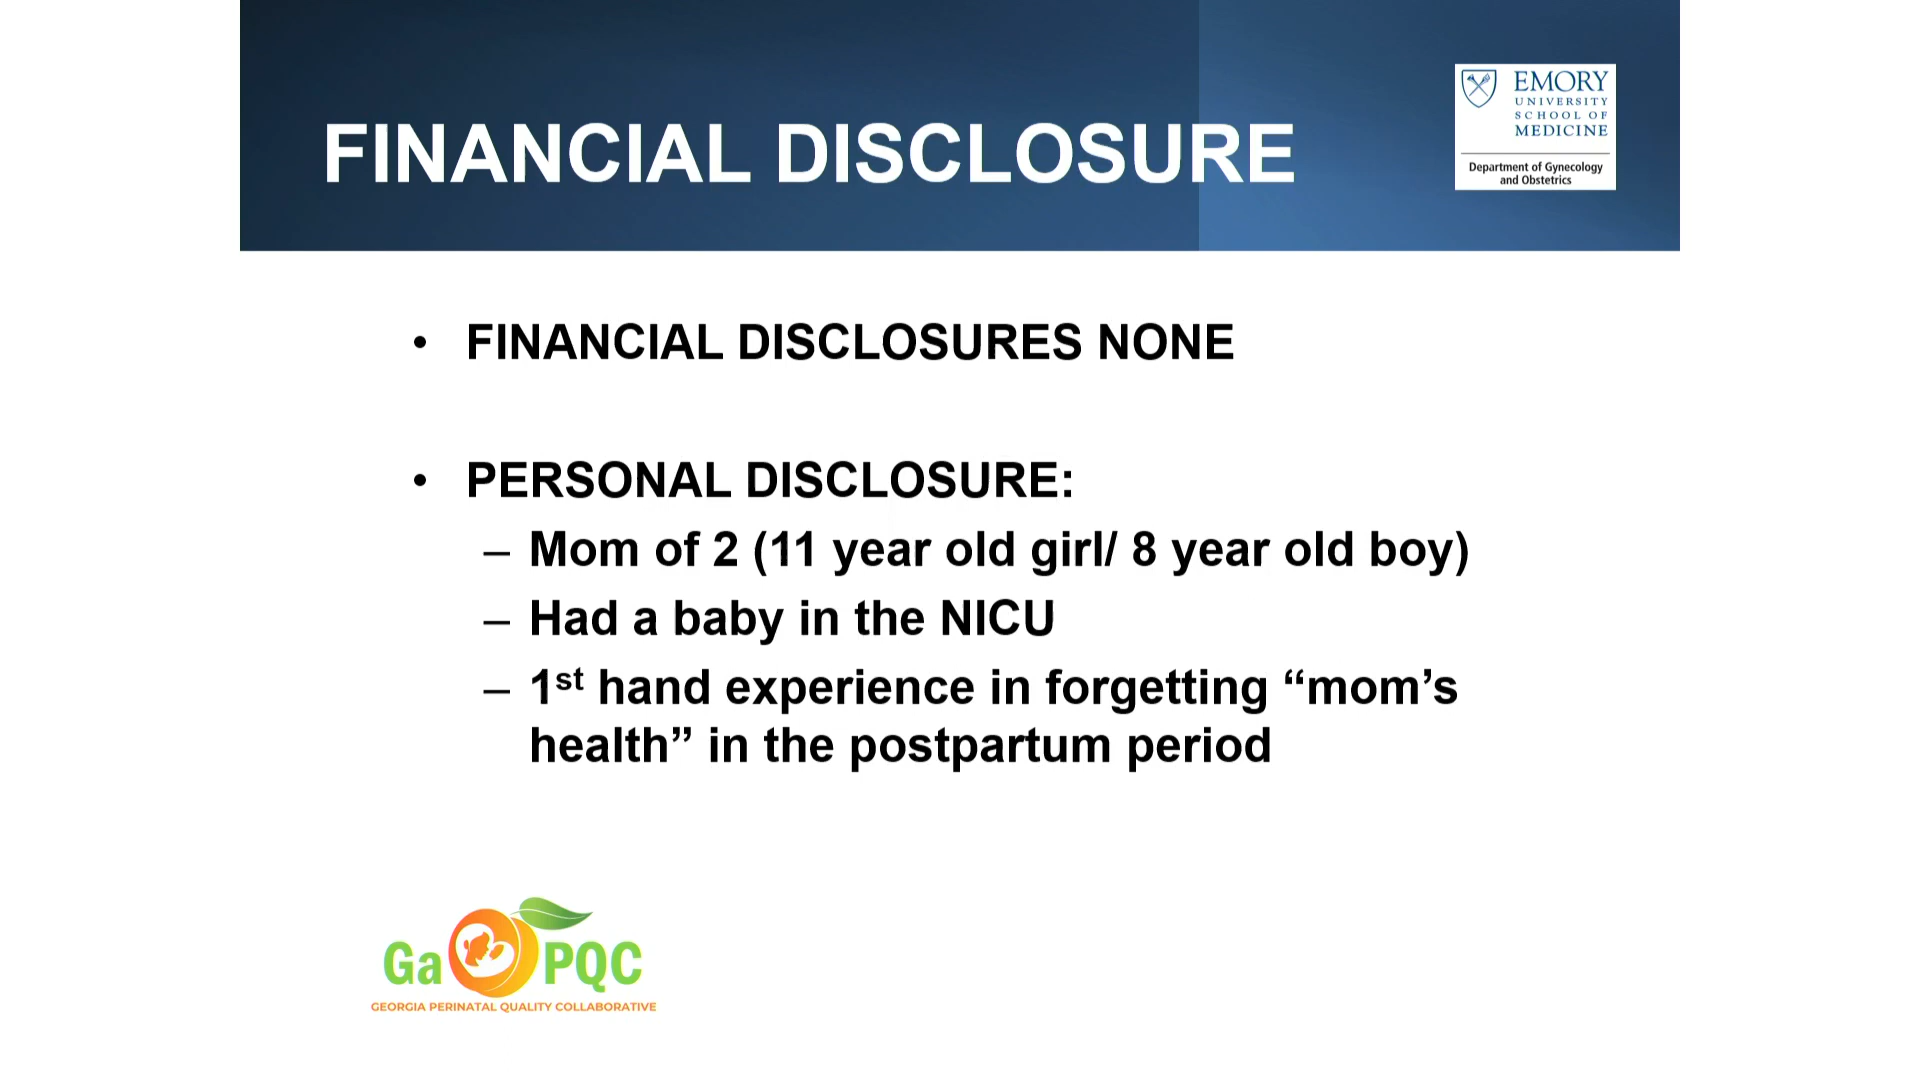 FINANCIAL DISCLOSURE
EMORY
UNIVERSITY
SCHOOL OF
MEDICINE
Department of Gynecology
and Obstetrics
• FINANCIAL DISCLOSURES NONE
• PERSONAL DISCLOSURE:
– Mom of 2 (11 year old girl/ 8 year old boy)
– Had a baby in the NICU
– 1st hand experience in forgetting “mom’s
health” in the postpartum period
Ga PQC
GEORGIA PERINATAL QUALITY COLLABORATIVE